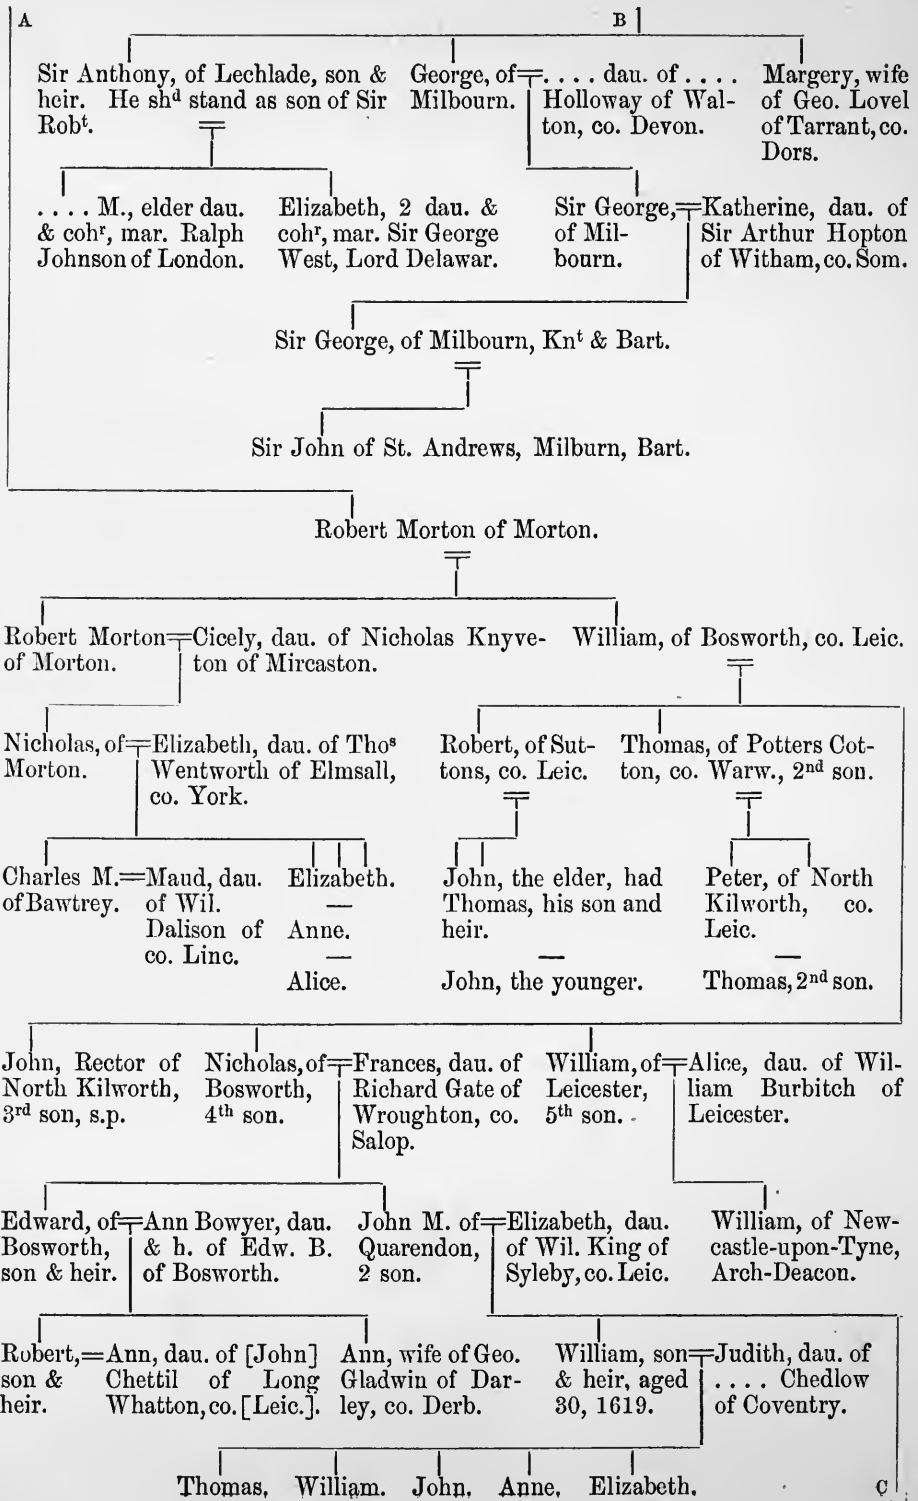 A
B
Sir Anthony, of Lechlade, son &
heir. He shᵈ stand as son of Sir
Robᵗ.
George, of
Milbourn.
. . . . dau. of . . . .
Holloway of Wal-
ton, co. Devon.
Margery, wife
of Geo. Lovel
of Tarrant, co.
Dors.
. . . . M., elder dau.
& cohʳ, mar. Ralph
Johnson of London.
Elizabeth, 2 dau. &
cohʳ, mar. Sir George
West, Lord Delawar.
Sir George,
of Mil-
bourn.
Katherine, dau. of
Sir Arthur Hopton
of Witham, co. Som.
Sir George, of Milbourn, Knᵗ & Bart.
Sir John of St. Andrews, Milburn, Bart.
Robert Morton of Morton.
Robert Morton
of Morton.
Cicely, dau. of Nicholas Knyve-
ton of Mircaston.
William, of Bosworth, co. Leic.
Nicholas, of
Morton.
Elizabeth, dau. of Thoˢ
Wentworth of Elmsall,
co. York.
Robert, of Sut-
tons, co. Leic.
Thomas, of Potters Cot-
ton, co. Warw., 2ⁿᵈ son.
Charles M.
of Bawtrey.
Maud, dau.
of Wil.
Dalison of
co. Linc.
Elizabeth.
—
Anne.
—
Alice.
John, the elder, had
Thomas, his son and
heir.
—
John, the younger.
Peter, of North
Kilworth, co.
Leic.
—
Thomas, 2ⁿᵈ son.
John, Rector of
North Kilworth,
3ʳᵈ son, s.p.
Nicholas, of
Bosworth,
4ᵗʰ son.
Frances, dau. of
Richard Gate of
Wroughton, co.
Salop.
William, of
Leicester,
5ᵗʰ son.
Alice, dau. of Wil-
liam Burbitch of
Leicester.
Edward, of
Bosworth,
son & heir.
Ann Bowyer, dau.
& h. of Edw. B.
of Bosworth.
John M. of
Quarendon,
2 son.
Elizabeth, dau.
of Wil. King of
Syleby, co. Leic.
William, of New-
castle-upon-Tyne,
Arch-Deacon.
Robert,
son &
heir.
Ann, dau. of [John]
Chettil of Long
Whatton, co. [Leic.].
Ann, wife of Geo.
Gladwin of Dar-
ley, co. Derb.
William, son
& heir, aged
30, 1619.
Judith, dau. of
. . . . Chedlow
of Coventry.
Thomas. William. John. Anne. Elizabeth.
C